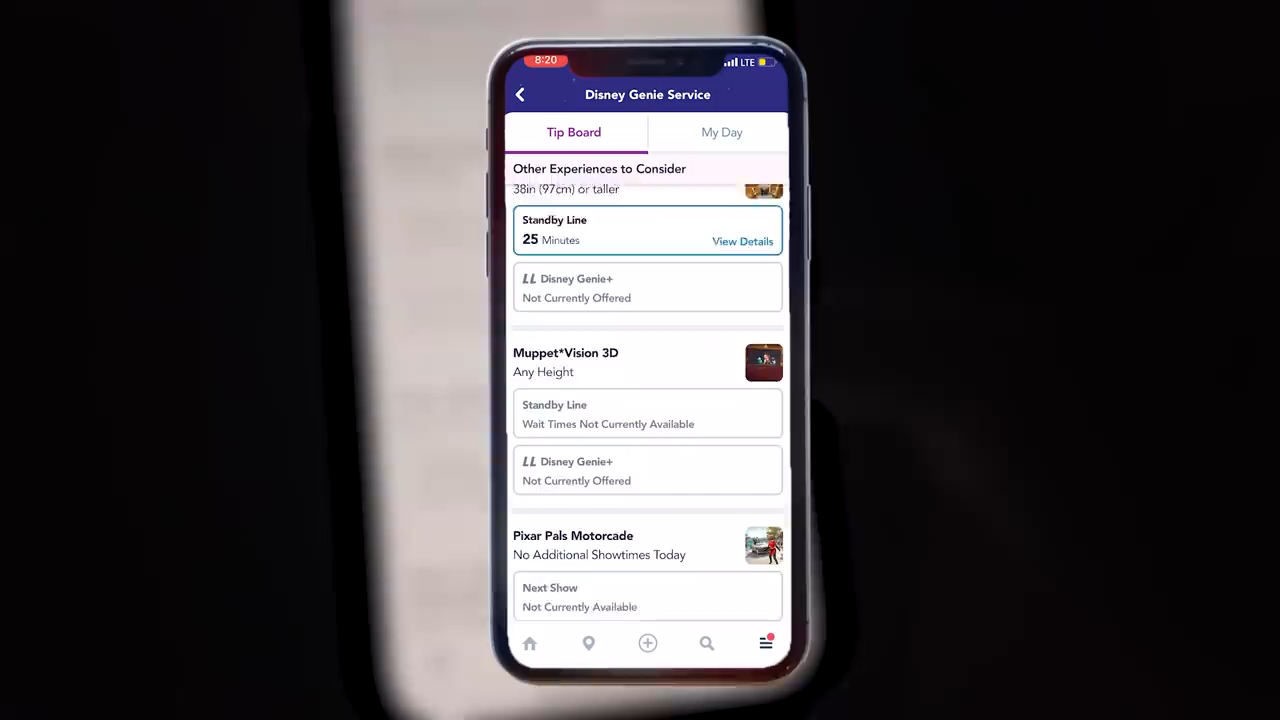 8:20
LTE
Disney Genie Service
Tip Board
My Day
Other Experiences to Consider
38in (97cm) or taller
Standby Line
25 Minutes
View Details
LL Disney Genie+
Not Currently Offered
Muppet*Vision 3D
Any Height
Standby Line
Wait Times Not Currently Available
LL Disney Genie+
Not Currently Offered
Pixar Pals Motorcade
No Additional Showtimes Today
Next Show
Not Currently Available